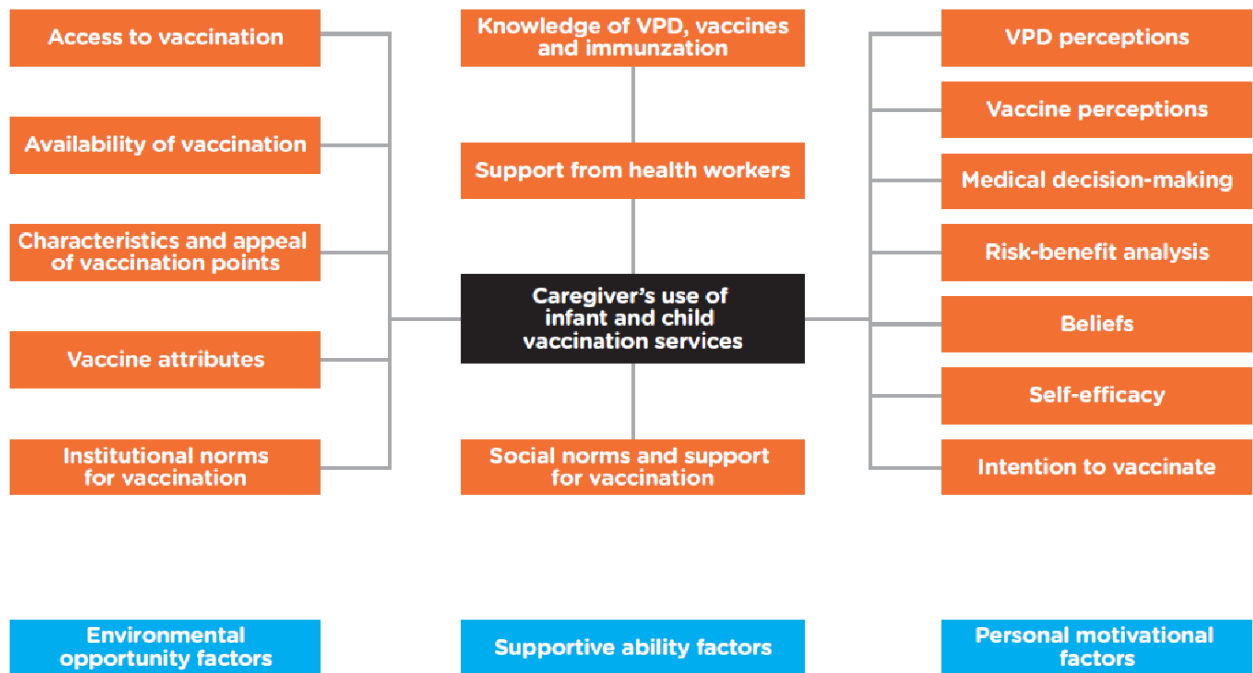 Access to vaccination
Availability of vaccination
Characteristics and appeal
of vaccination points
Vaccine attributes
Institutional norms
for vaccination
Knowledge of VPD, vaccines
and immunzation
Support from health workers
Caregiver’s use of
infant and child
vaccination services
Social norms and support
for vaccination
VPD perceptions
Vaccine perceptions
Medical decision-making
Risk-benefit analysis
Beliefs
Self-efficacy
Intention to vaccinate
Environmental
opportunity factors
Supportive ability factors
Personal motivational
factors